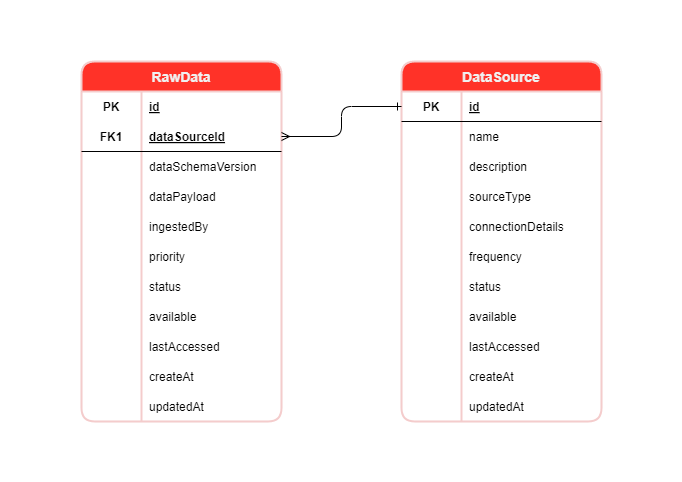 RawData
PK id
FK1 dataSourceId
dataSchemaVersion
dataPayload
ingestedBy
priority
status
available
lastAccessed
createAt
updatedAt
DataSource
PK id
name
description
sourceType
connectionDetails
frequency
status
available
lastAccessed
createAt
updatedAt